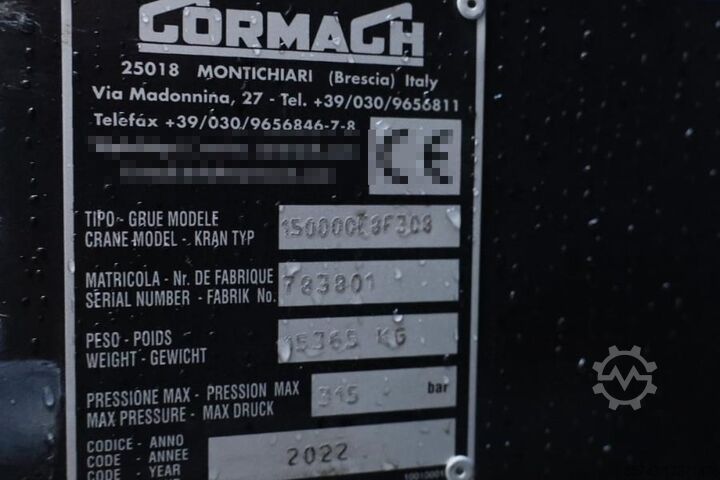 CORMACH
25018 MONTICHIARI (Brescia) Italy
Via Madonnina, 27 - Tel. +39/030/9656811
Telefax +39/030/9656846-7-8
CE
TIPO - GRUE MODELE
CRANE MODEL - KRAN TYP
150000E9F308
MATRICOLA - Nr. DE FABRIQUE
SERIAL NUMBER - FABRIK No.
783801
PESO - POIDS
WEIGHT - GEWICHT
15365 KG
PRESSIONE MAX - PRESSION MAX
MAX PRESSURE - MAX DRUCK
315 bar
CODICE - ANNO
CODE - ANNEE
CODE - YEAR
2022